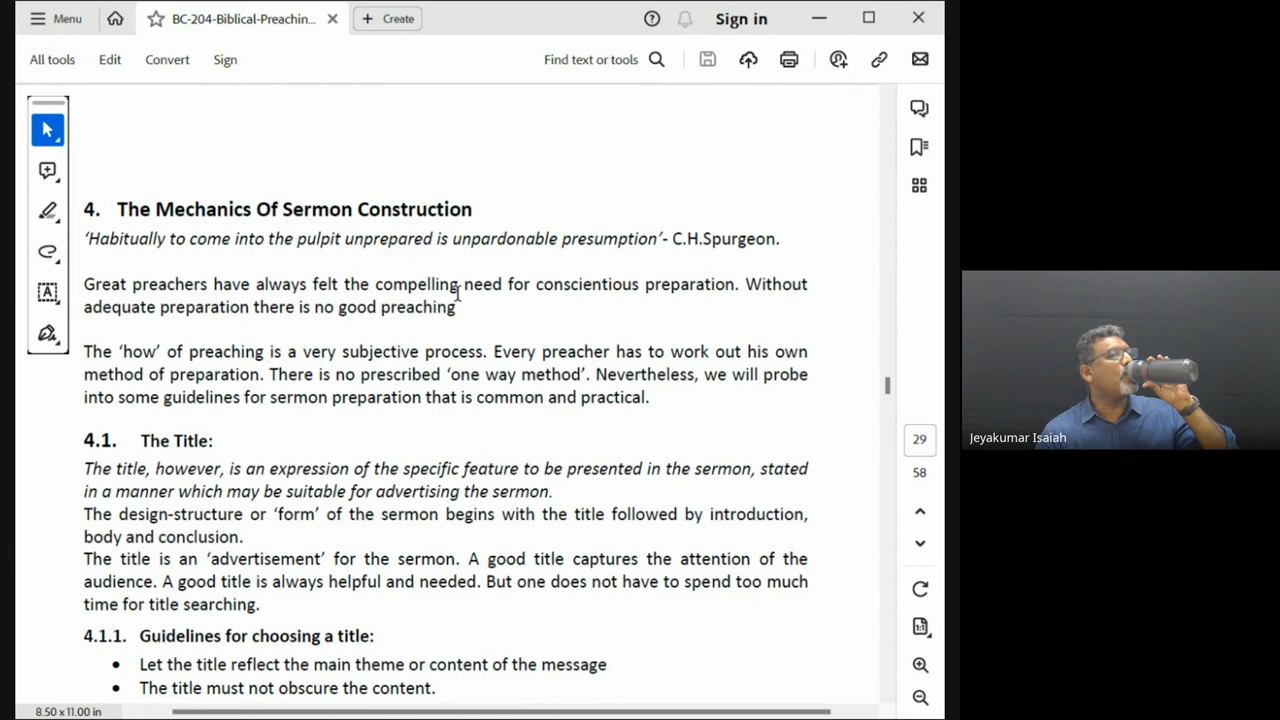 Menu
BC-204-Biblical-Preachin...
Create
Sign in
All tools
Edit
Convert
Sign
Find text or tools
4. The Mechanics Of Sermon Construction
‘Habitually to come into the pulpit unprepared is unpardonable presumption’- C.H.Spurgeon.
Great preachers have always felt the compelling need for conscientious preparation. Without
adequate preparation there is no good preaching
The ‘how’ of preaching is a very subjective process. Every preacher has to work out his own
method of preparation. There is no prescribed ‘one way method’. Nevertheless, we will probe
into some guidelines for sermon preparation that is common and practical.
4.1. The Title:
The title, however, is an expression of the specific feature to be presented in the sermon, stated
in a manner which may be suitable for advertising the sermon.
The design-structure or ‘form’ of the sermon begins with the title followed by introduction,
body and conclusion.
The title is an ‘advertisement’ for the sermon. A good title captures the attention of the
audience. A good title is always helpful and needed. But one does not have to spend too much
time for title searching.
4.1.1. Guidelines for choosing a title:
• Let the title reflect the main theme or content of the message
• The title must not obscure the content.
29
58
1:1
8.50 x 11.00 in
Jeyakumar Isaiah